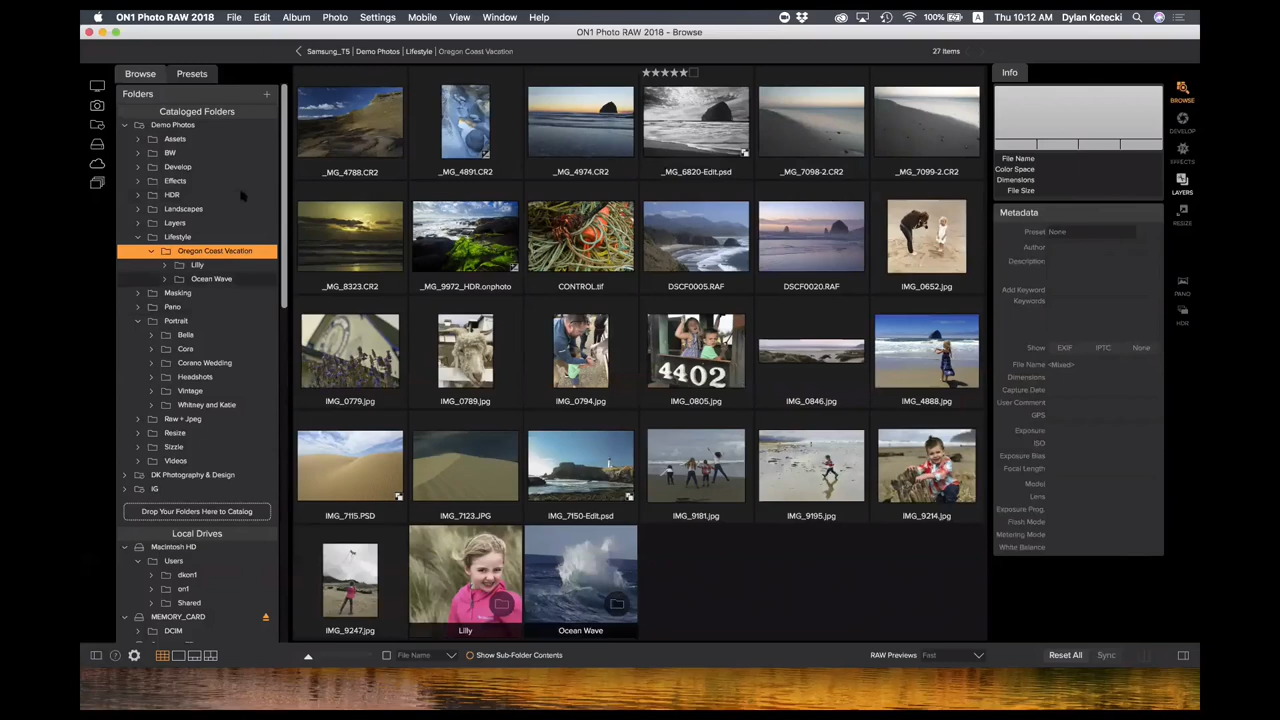 ON1 Photo RAW 2018 File Edit Album Photo Settings Mobile View Window Help 100% A Thu 10:12 AM Dylan Kotecki
ON1 Photo RAW 2018 - Browse
Samsung_T5 | Demo Photos | Lifestyle | Oregon Coast Vacation 27 Items
Browse Presets
Folders +
Cataloged Folders
Demo Photos
Assets
BW
Develop
Effects
HDR
Landscapes
Layers
Lifestyle
Oregon Coast Vacation
Lilly
Ocean Wave
Masking
Pano
Portrait
Bella
Cora
Corano Wedding
Headshots
Vintage
Whitney and Katie
Raw + Jpeg
Resize
Sizzle
Videos
DK Photography & Design
IG
Drop Your Folders Here to Catalog
Local Drives
Macintosh HD
Users
dkon1
on1
Shared
MEMORY_CARD
DCIM
_MG_4788.CR2 _MG_4891.CR2 _MG_4974.CR2 _MG_6820-Edit.psd _MG_7098-2.CR2 _MG_7099-2.CR2
_MG_8323.CR2 _MG_9972_HDR.onphoto CONTROL.tif DSCF0005.RAF DSCF0020.RAF IMG_0652.jpg
4402
IMG_0779.jpg IMG_0789.jpg IMG_0794.jpg IMG_0805.jpg IMG_0846.jpg IMG_4888.jpg
IMG_7115.PSD IMG_7123.JPG IMG_7150-Edit.psd IMG_9181.jpg IMG_9195.jpg IMG_9214.jpg
IMG_9247.jpg Lilly Ocean Wave
Info
File Name
Color Space
Dimensions
File Size
Metadata
Preset None
Author
Description
Add Keyword
Keywords
Show EXIF IPTC None
File Name <Mixed>
Dimensions
Capture Date
User Comment
GPS
Exposure
ISO
Exposure Bias
Focal Length
Model
Lens
Exposure Prog.
Flash Mode
Metering Mode
White Balance
BROWSE
DEVELOP
EFFECTS
LAYERS
RESIZE
PANO
HDR
? File Name Show Sub-Folder Contents RAW Previews Fast Reset All Sync